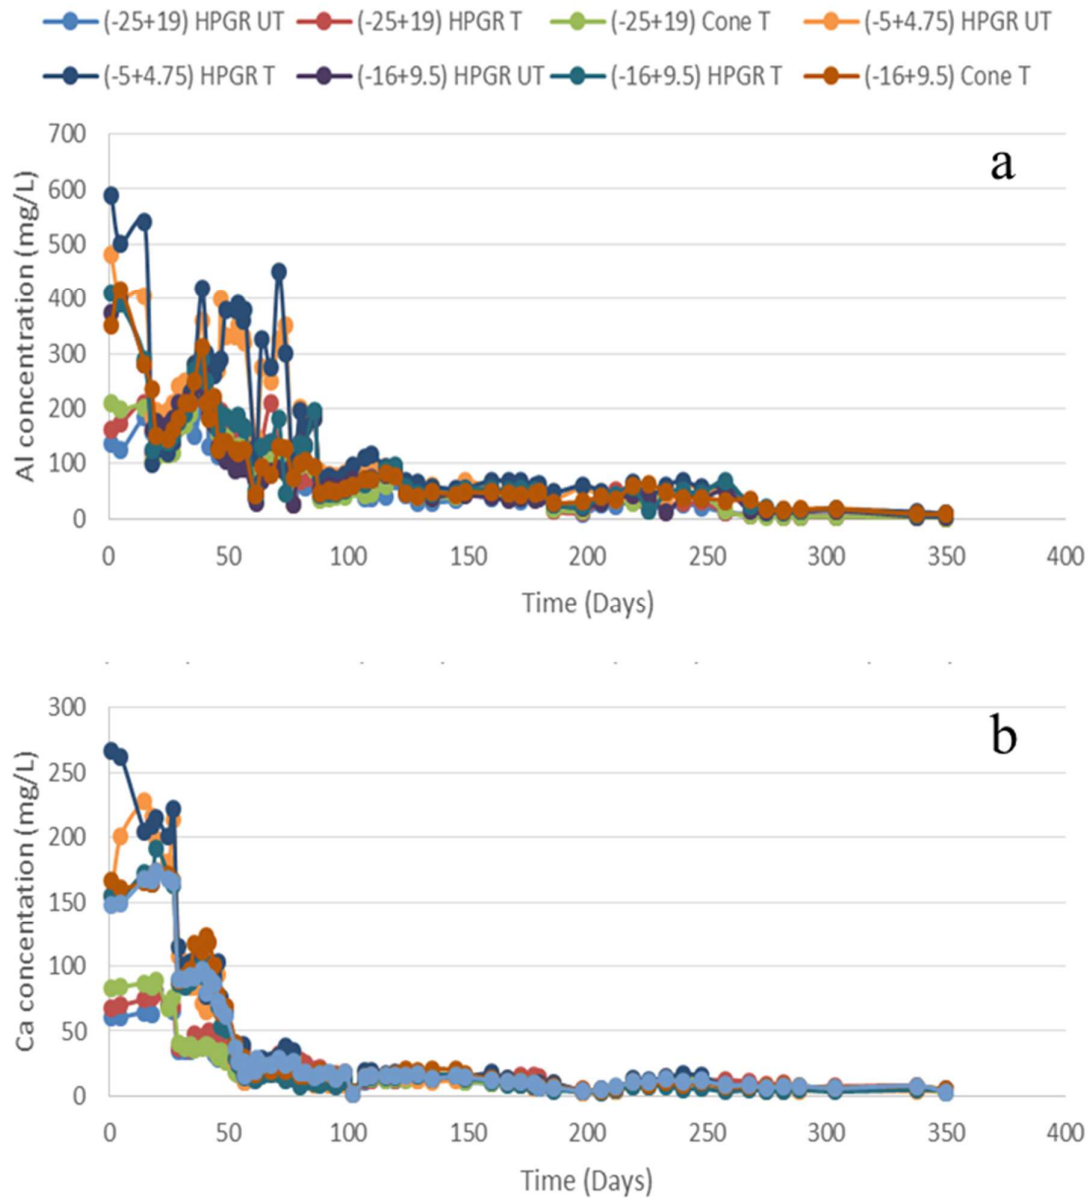 (-25+19) HPGR UT (-25+19) HPGR T (-25+19) Cone T (-5+4.75) HPGR UT
(-5+4.75) HPGR T (-16+9.5) HPGR UT (-16+9.5) HPGR T (-16+9.5) Cone T
a
Al concentration (mg/L)
700
600
500
400
300
200
100
0
0 50 100 150 200 250 300 350 400
Time (Days)
b
Ca concentation (mg/L)
300
250
200
150
100
50
0
0 50 100 150 200 250 300 350 400
Time (Days)